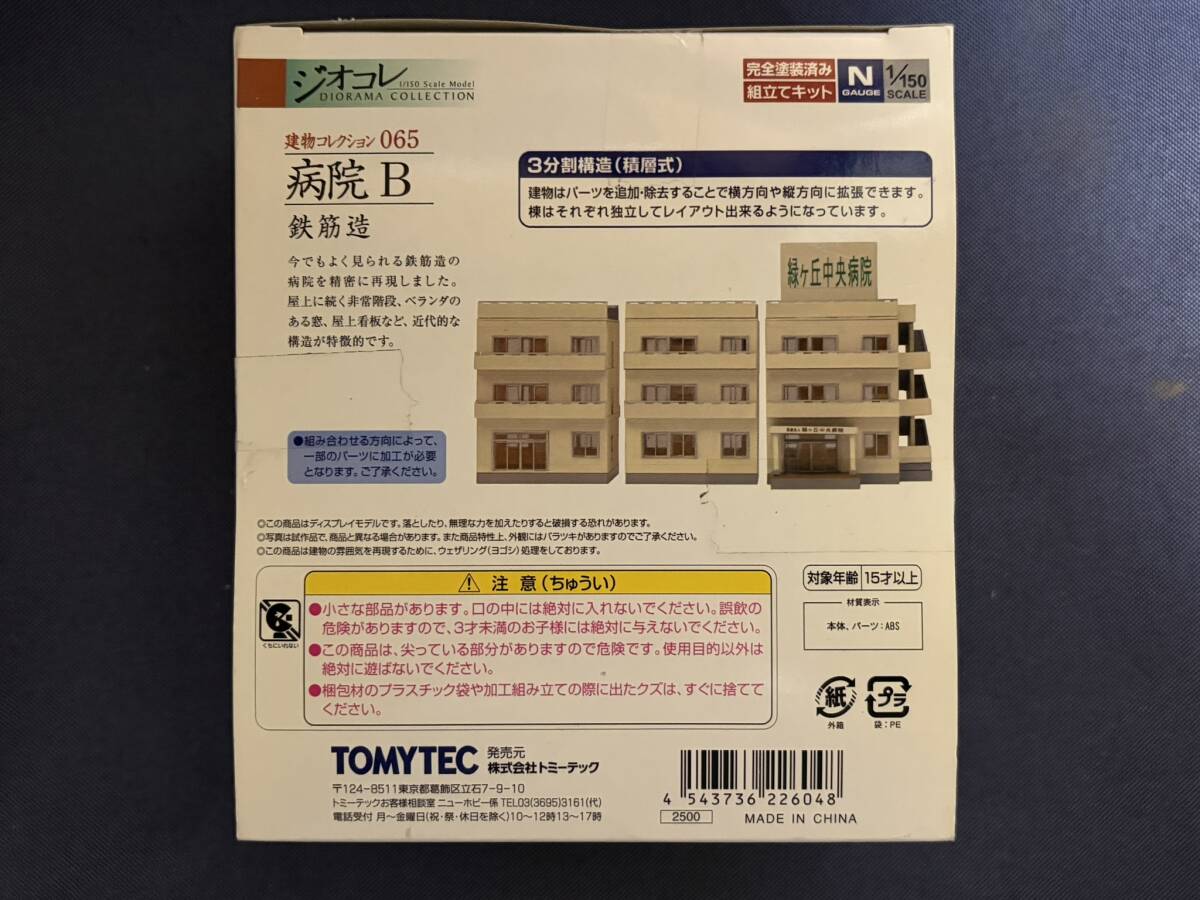 ジオコレ
1/150 Scale Model
DIORAMA COLLECTION
完全塗装済み
組立てキット
N
GAUGE
1/150
SCALE
建物コレクション 065
病院 B
鉄筋造
今でもよく見られる鉄筋造の
病院を精密に再現しました。
屋上に続く非常階段、ベランダの
ある窓、屋上看板など、近代的な
構造が特徴的です。
3分割構造(積層式)
建物はパーツを追加・除去することで横方向や縦方向に拡張できます。
棟はそれぞれ独立してレイアウト出来るようになっています。
緑ヶ丘中央病院
●組み合わせる方向によって、
一部のパーツに加工が必要
となります。ご了承ください。
◎この商品はディスプレイモデルです。落としたり、無理な力を加えたりすると破損する恐れがあります。
◎写真は試作品で、商品と異なる場合があります。また商品特性上、外観にはバラツキがありますのでご了承ください。
◎この商品は建物の雰囲気を再現するために、ウェザリング(ヨゴシ)処理をしております。
⚠ 注意(ちゅうい)
●小さな部品があります。口の中には絶対に入れないでください。誤飲の
危険がありますので、3才未満のお子様には絶対に与えないでください。
●この商品は、尖っている部分がありますので危険です。使用目的以外は
絶対に遊ばないでください。
●梱包材のプラスチック袋や加工組み立ての際に出たクズは、すぐに捨てて
ください。
くちにいれない
対象年齢 15才以上
材質表示
本体、パーツ:ABS
紙
外箱
プラ
袋:PE
TOMYTEC 発売元
株式会社トミーテック
〒124-8511東京都葛飾区立石7-9-10
トミーテックお客様相談室 ニューホビー係 TEL03(3695)3161(代)
電話受付 月～金曜日(祝・祭・休日を除く)10～12時13～17時
4 543736 226048
2500
MADE IN CHINA